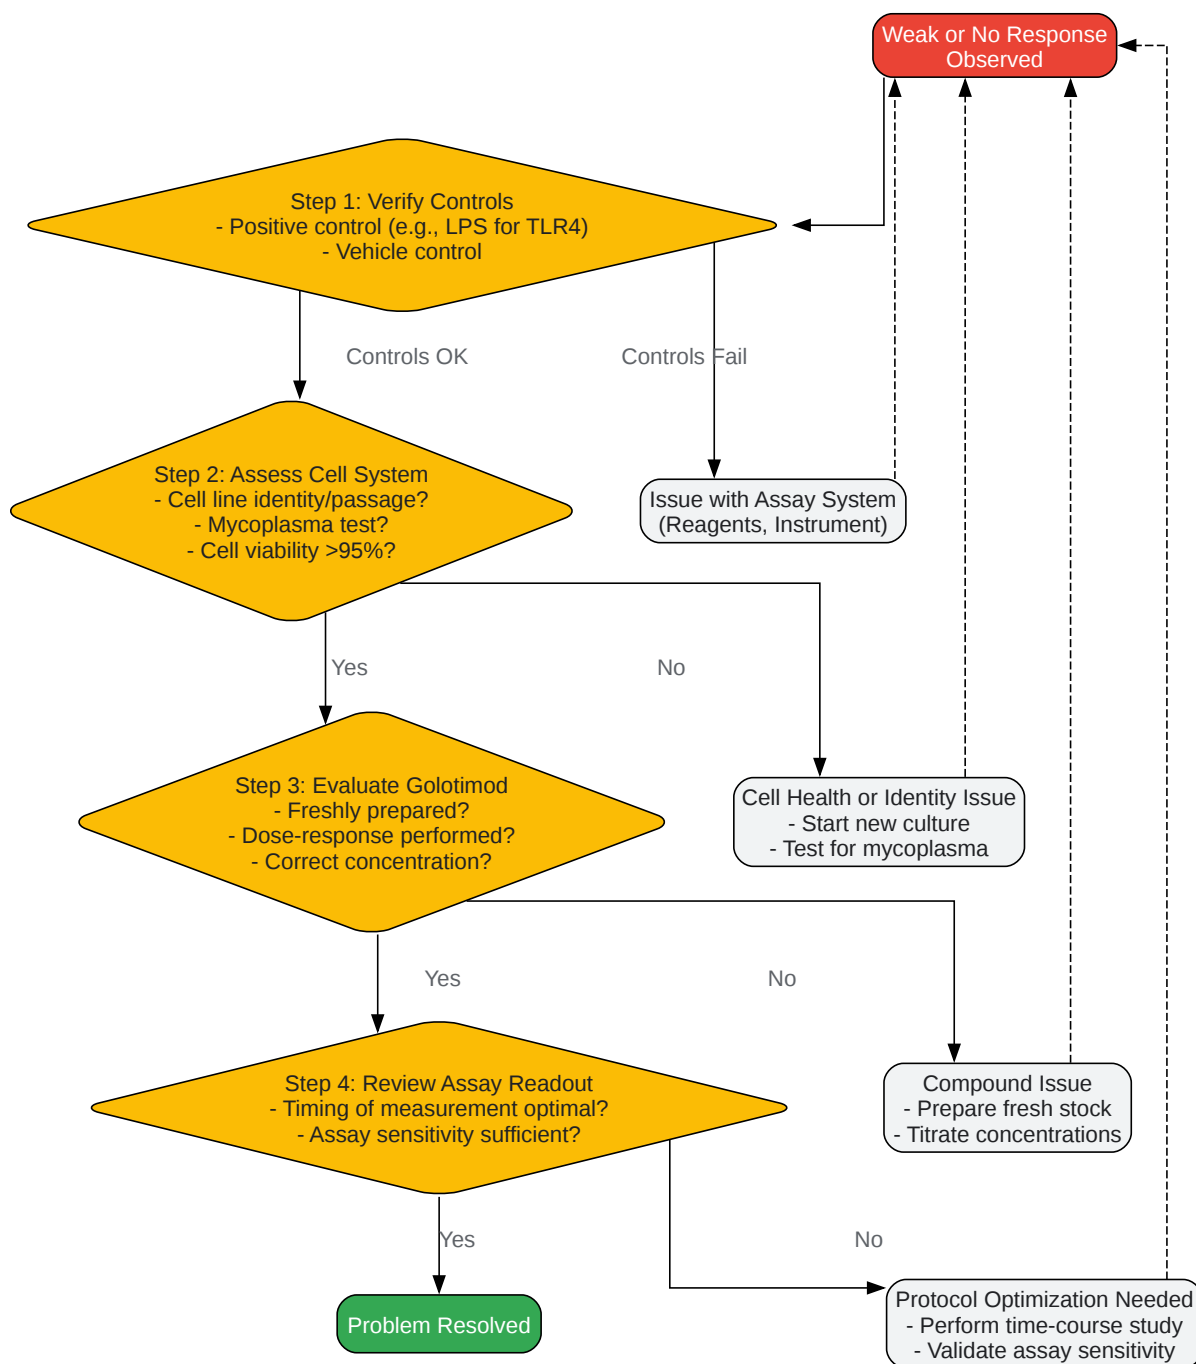 Weak or No Response
Observed
Step 1: Verify Controls
- Positive control (e.g., LPS for TLR4)
- Vehicle control
Controls OK
Controls Fail
Step 2: Assess Cell System
- Cell line identity/passage?
- Mycoplasma test?
- Cell viability >95%?
Issue with Assay System
(Reagents, Instrument)
Yes
No
Step 3: Evaluate Golotimod
- Freshly prepared?
- Dose-response performed?
- Correct concentration?
Cell Health or Identity Issue
- Start new culture
- Test for mycoplasma
Yes
No
Step 4: Review Assay Readout
- Timing of measurement optimal?
- Assay sensitivity sufficient?
Compound Issue
- Prepare fresh stock
- Titrate concentrations
Yes
No
Problem Resolved
Protocol Optimization Needed
- Perform time-course study
- Validate assay sensitivity